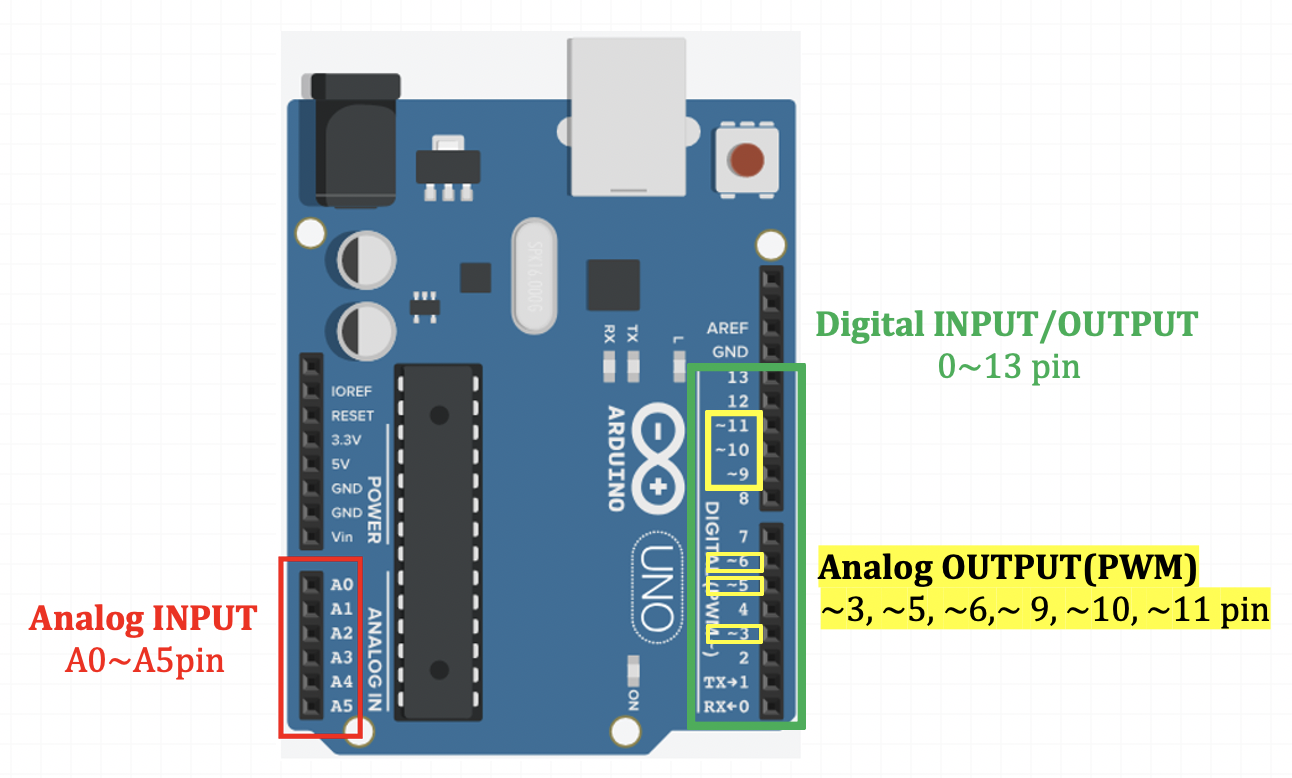 SPK16.000G
RX
TX
L
AREF
GND
13
12
~11
~10
~9
8
7
~6
~5
4
~3
2
TX→1
RX←0
DIGITAL (PWM~)
IOREF
RESET
3.3V
5V
GND
GND
Vin
POWER
A0
A1
A2
A3
A4
A5
ANALOG IN
ARDUINO
UNO
ON
Digital INPUT/OUTPUT
0~13 pin
Analog OUTPUT(PWM)
~3, ~5, ~6,~ 9, ~10, ~11 pin
Analog INPUT
A0~A5pin